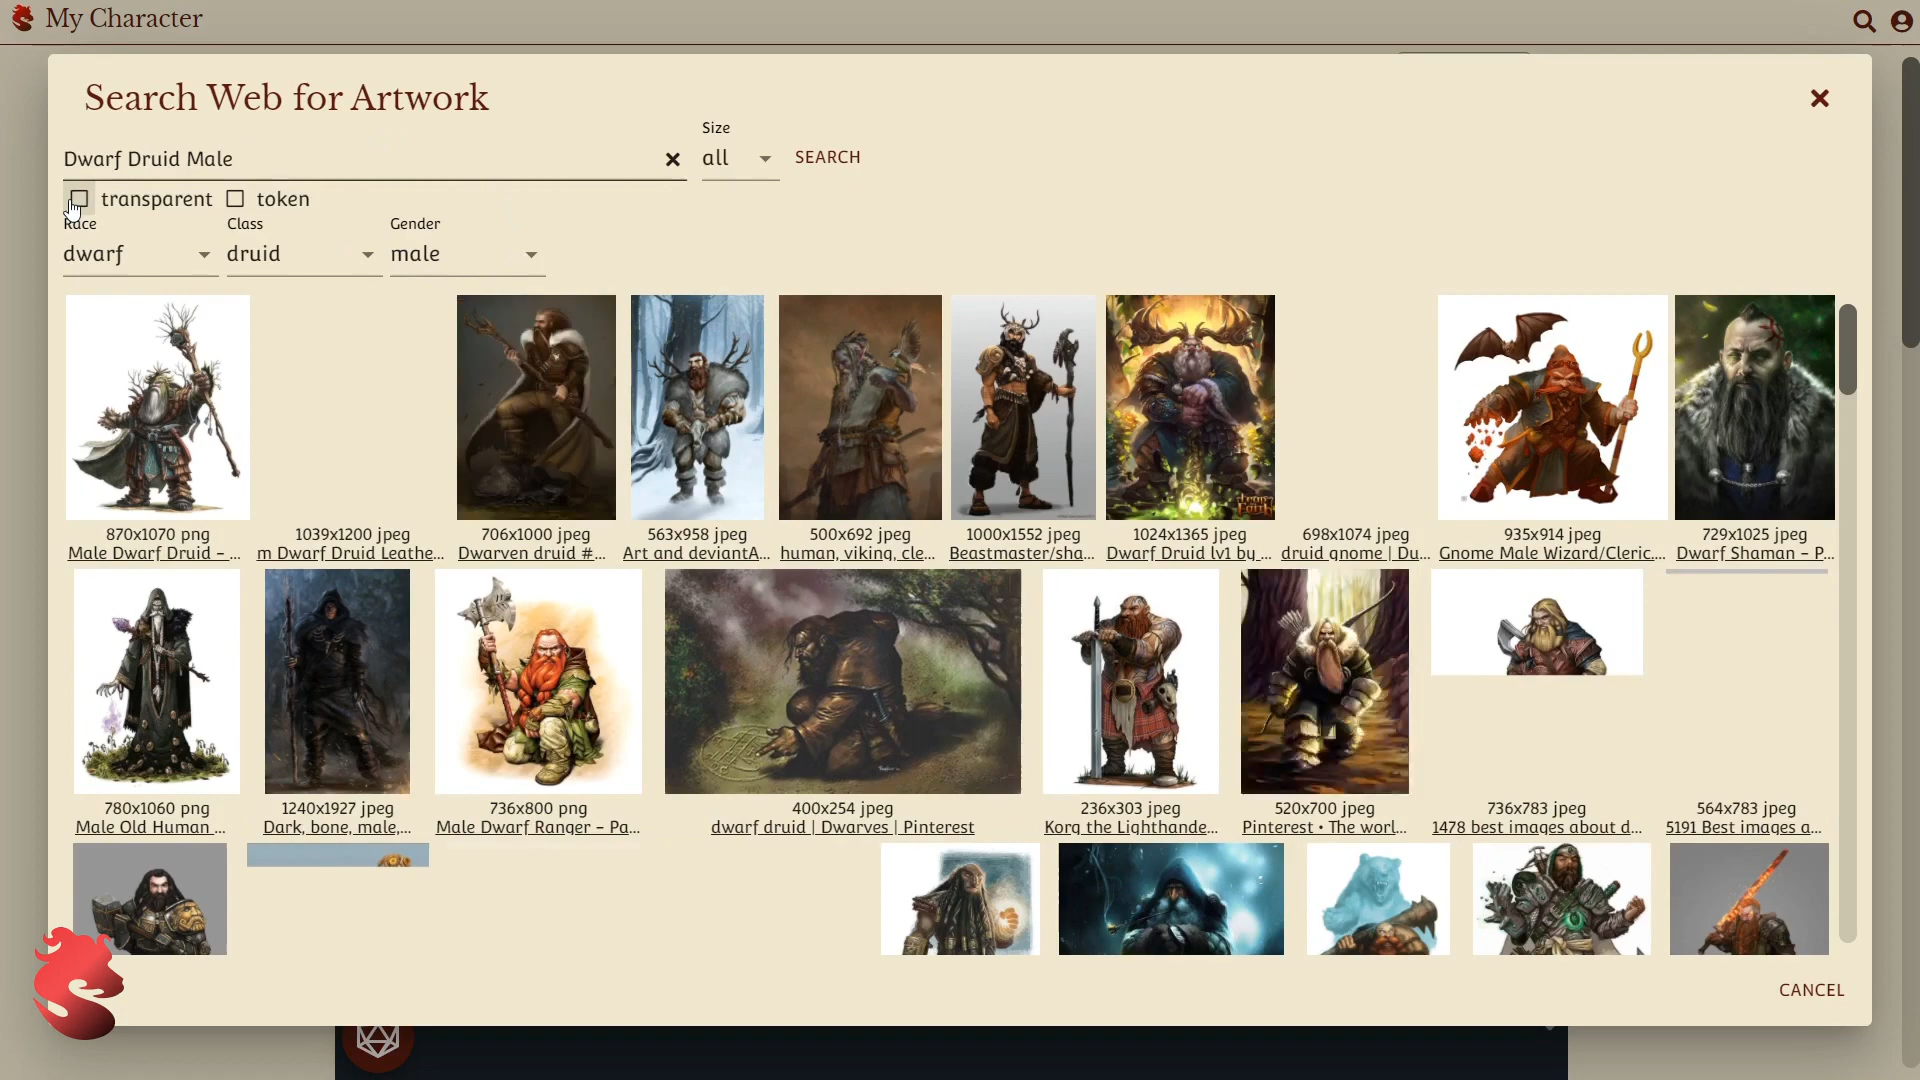 My Character
Search Web for Artwork
Size
Dwarf Druid Male
all
SEARCH
transparent
token
Race
Class
Gender
dwarf
druid
male
870x1070 png
1039x1200 jpeg
706x1000 jpeg
563x958 jpeg
500x692 jpeg
1000x1552 jpeg
1024x1365 jpeg
698x1074 jpeg
935x914 jpeg
729x1025 jpeg
Male Dwarf Druid - ...
m Dwarf Druid Leathe...
Dwarven druid #...
Art and deviantA...
human, viking, cle...
Beastmaster/sha...
Dwarf Druid lv1 by ...
druid gnome | Du...
Gnome Male Wizard/Cleric....
Dwarf Shaman - P...
780x1060 png
1240x1927 jpeg
736x800 png
400x254 jpeg
236x303 jpeg
520x700 jpeg
736x783 jpeg
564x783 jpeg
Male Old Human ...
Dark, bone, male,...
Male Dwarf Ranger - Pa...
dwarf druid | Dwarves | Pinterest
Korg the Lighthande...
Pinterest • The worl...
1478 best images about d...
5191 Best images a...
CANCEL